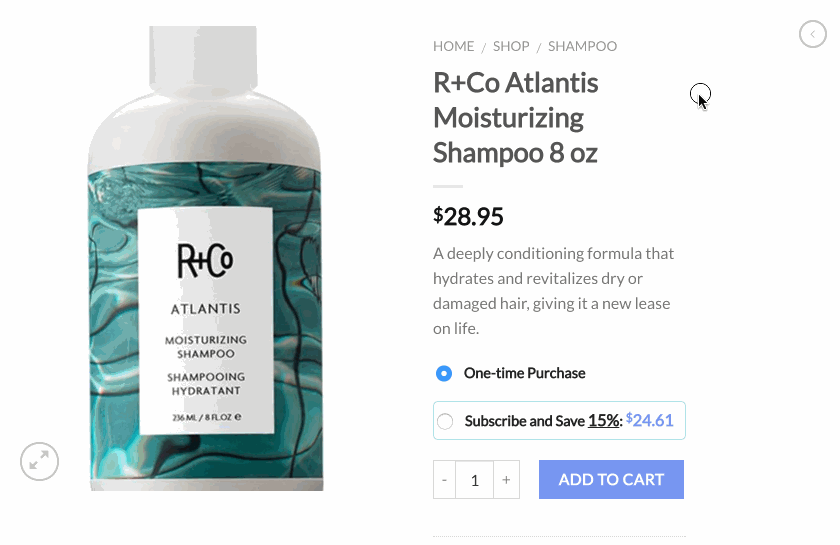 R+Co
ATLANTIS
MOISTURIZING
SHAMPOO
SHAMPOOING
HYDRATANT
236 ML / 8 FL.OZ e
HOME / SHOP / SHAMPOO
R+Co Atlantis
Moisturizing
Shampoo 8 oz
$28.95
A deeply conditioning formula that
hydrates and revitalizes dry or
damaged hair, giving it a new lease
on life.
One-time Purchase
Subscribe and Save 15%: $24.61
- 1 + ADD TO CART